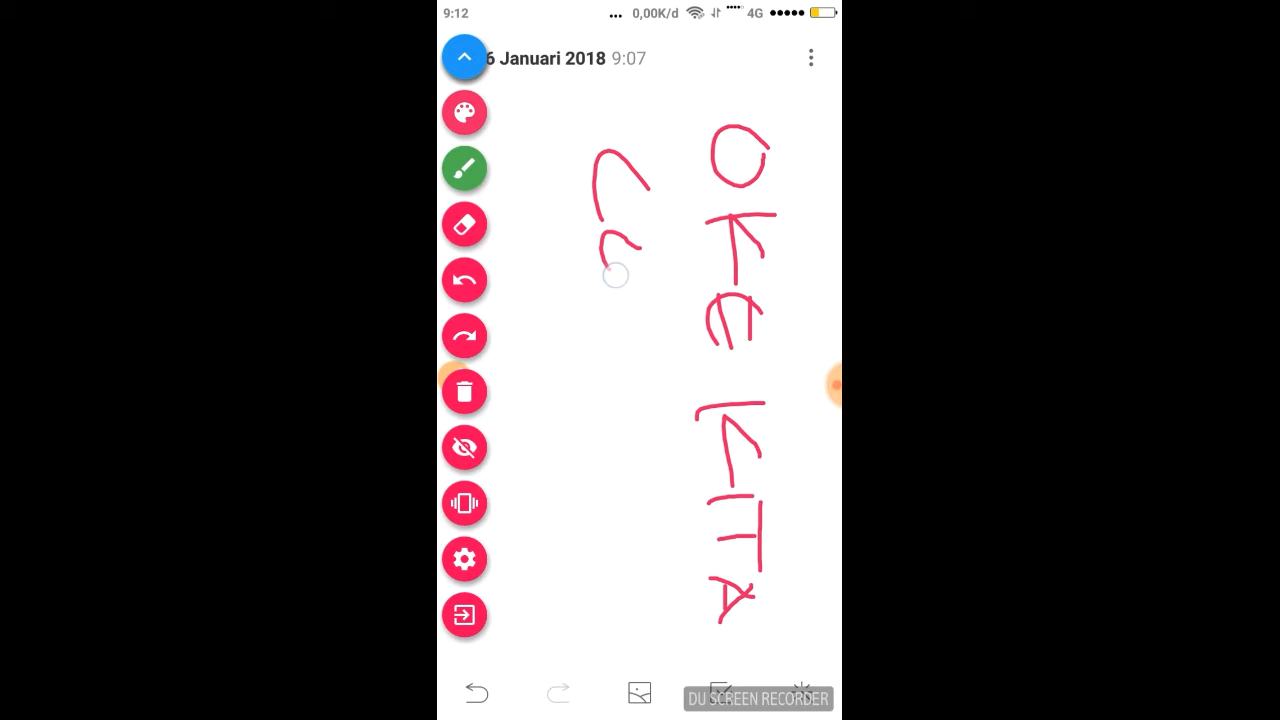 9:12
... 0,00K/d 4G
6 Januari 2018 9:07
OKE KITA
DU SCREEN RECORDER